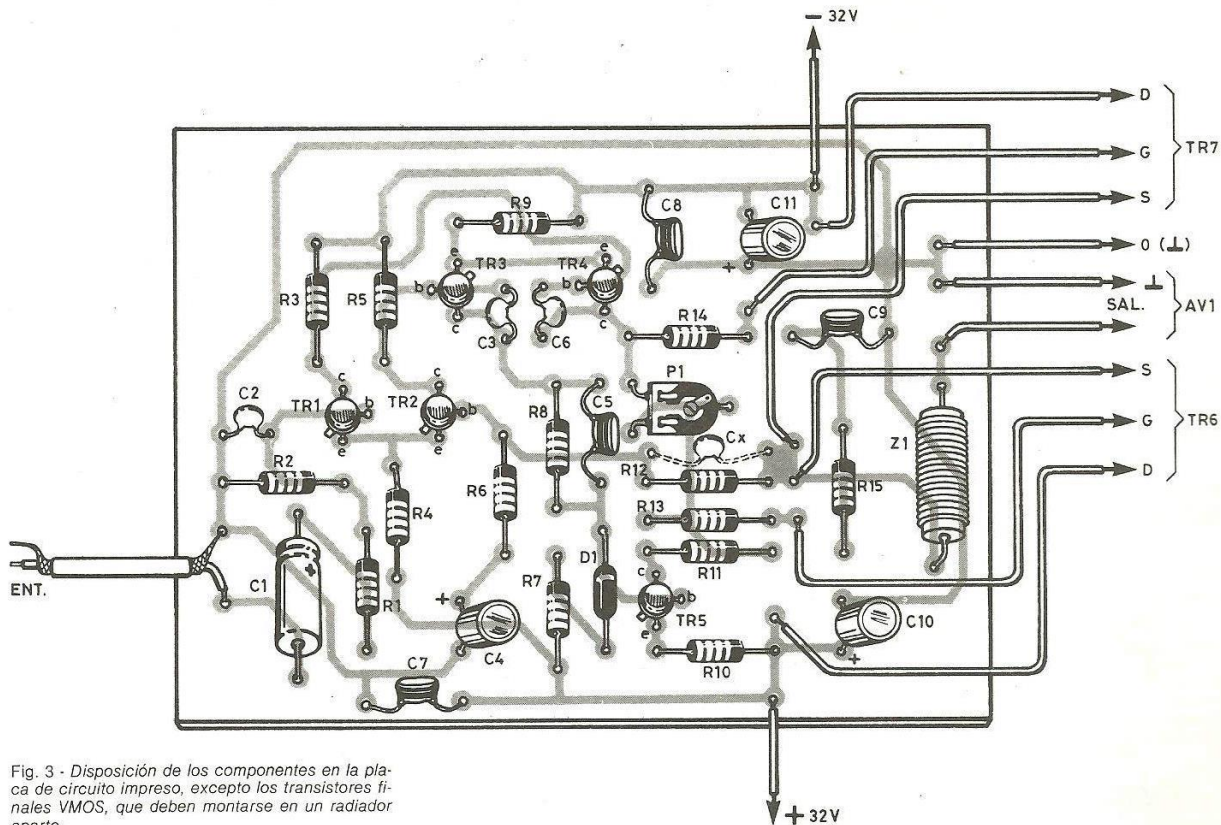 − 32V
D
G
S
TR7
0 (⊥)
⊥
SAL.
AV1
S
G
D
TR6
C8
C11
+
R9
e
TR3
b
c
e
TR4
b
c
R3
R5
C3
C6
R14
C9
C2
c
TR1
b
e
c
TR2
b
e
R8
C5
P1
Cx
Z1
R2
R4
R6
R12
R13
R11
R15
ENT.
C1
+
R1
+
C4
R7
D1
c
b
TR5
e
R10
C10
+
C7
+ 32V
Fig. 3 - Disposición de los componentes en la pla-
ca de circuito impreso, excepto los transistores fi-
nales VMOS, que deben montarse en un radiador